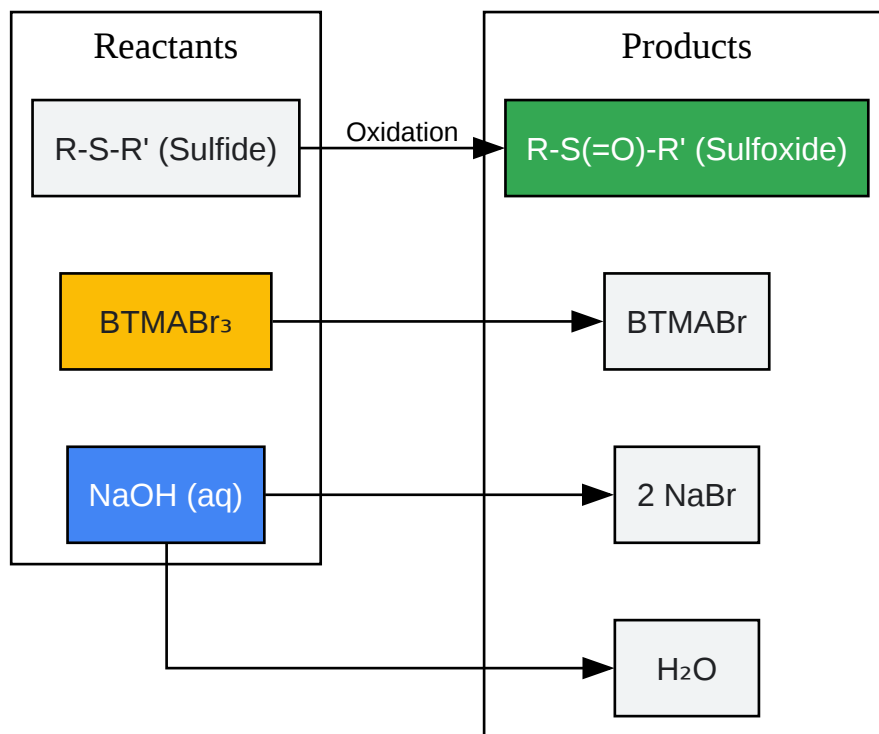 Reactants
Products
R-S-R' (Sulfide)
Oxidation
R-S(=O)-R' (Sulfoxide)
BTMABr₃
BTMABr
NaOH (aq)
2 NaBr
H₂O